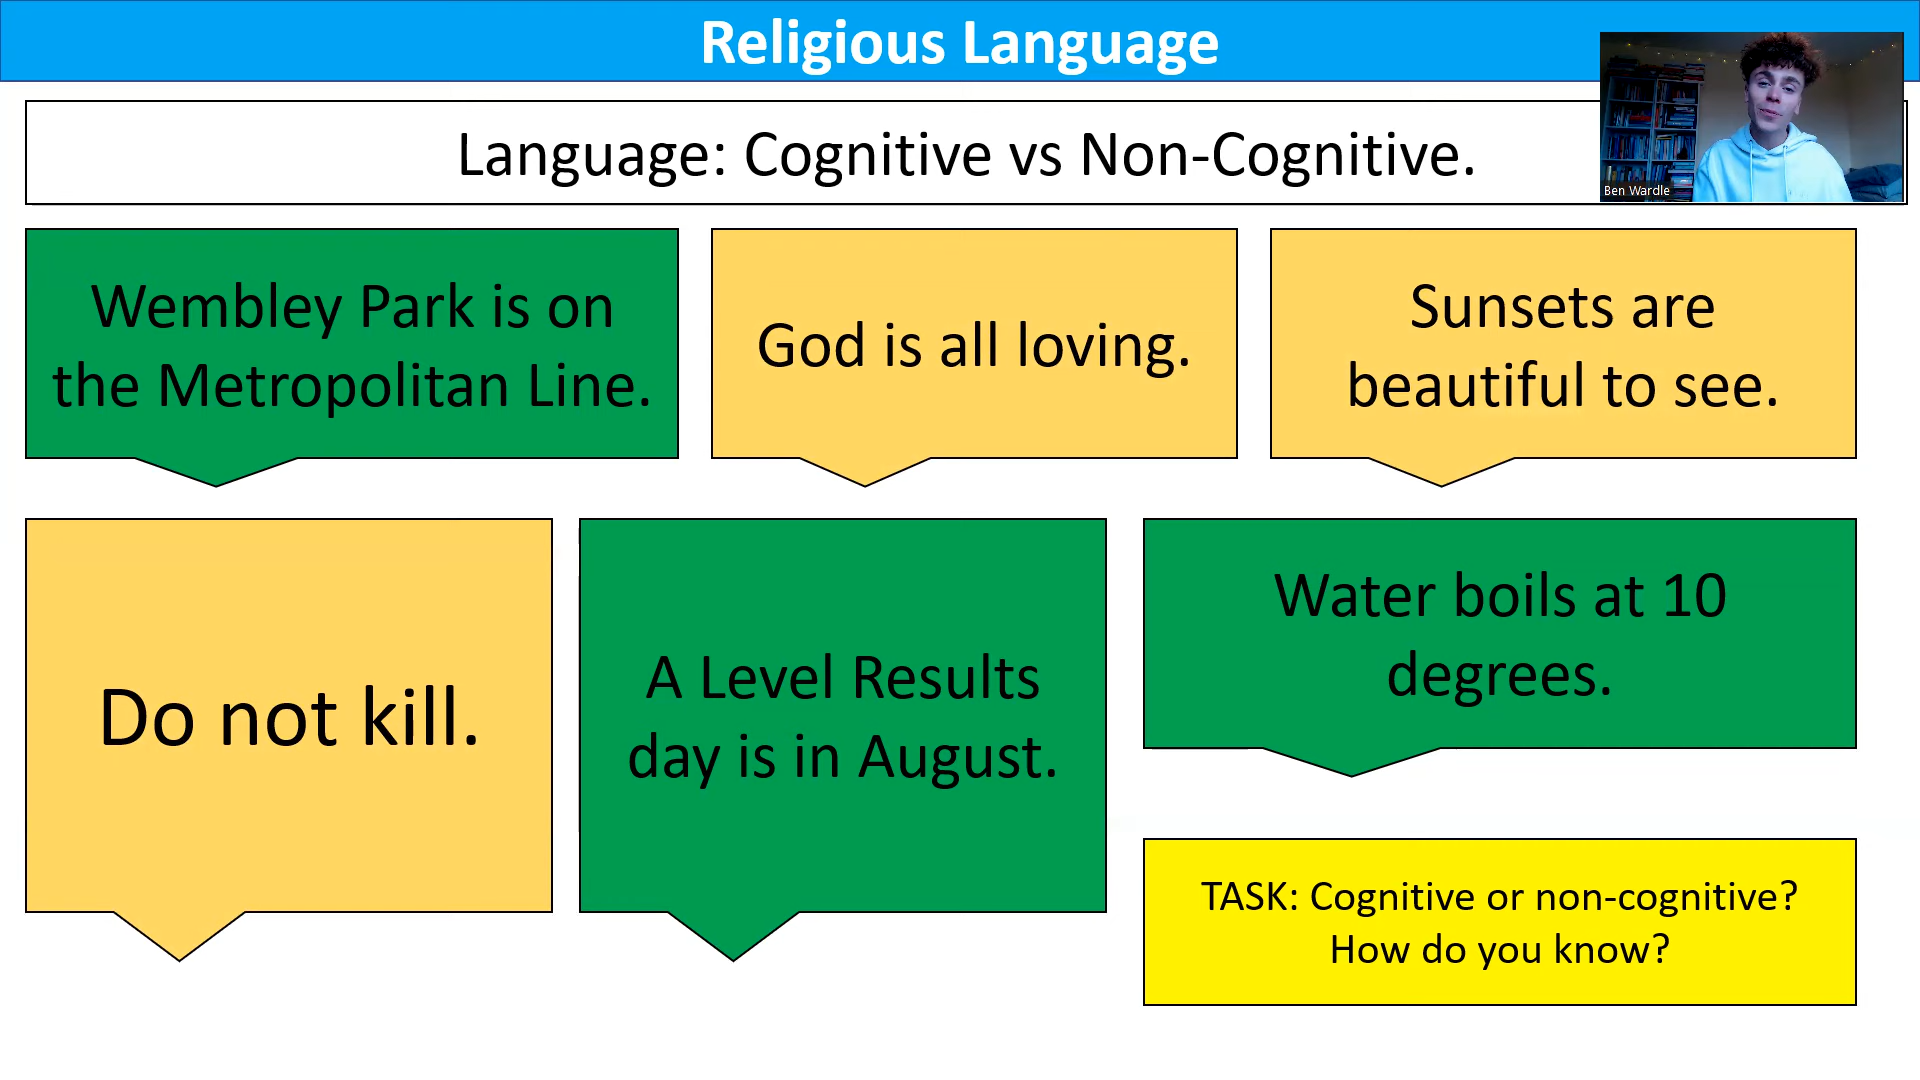 Religious Language
Language: Cognitive vs Non-Cognitive.
Ben Wardle
Wembley Park is on
the Metropolitan Line.
God is all loving.
Sunsets are
beautiful to see.
Do not kill.
A Level Results
day is in August.
Water boils at 10
degrees.
TASK: Cognitive or non-cognitive?
How do you know?